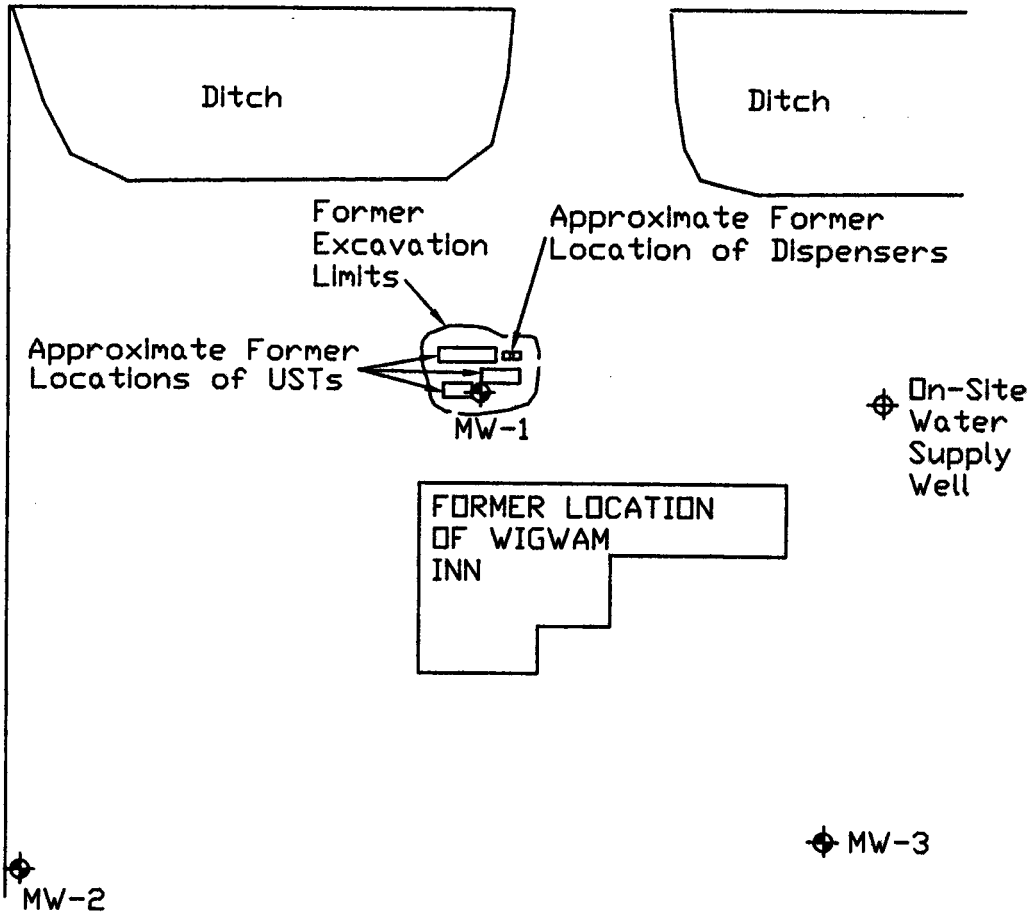 Ditch
Ditch
Former
Excavation
Limits
Approximate Former
Location of Dispensers
Approximate Former
Locations of USTs
MW-1
On-Site
Water
Supply
Well
FORMER LOCATION
OF WIGWAM
INN
MW-3
MW-2